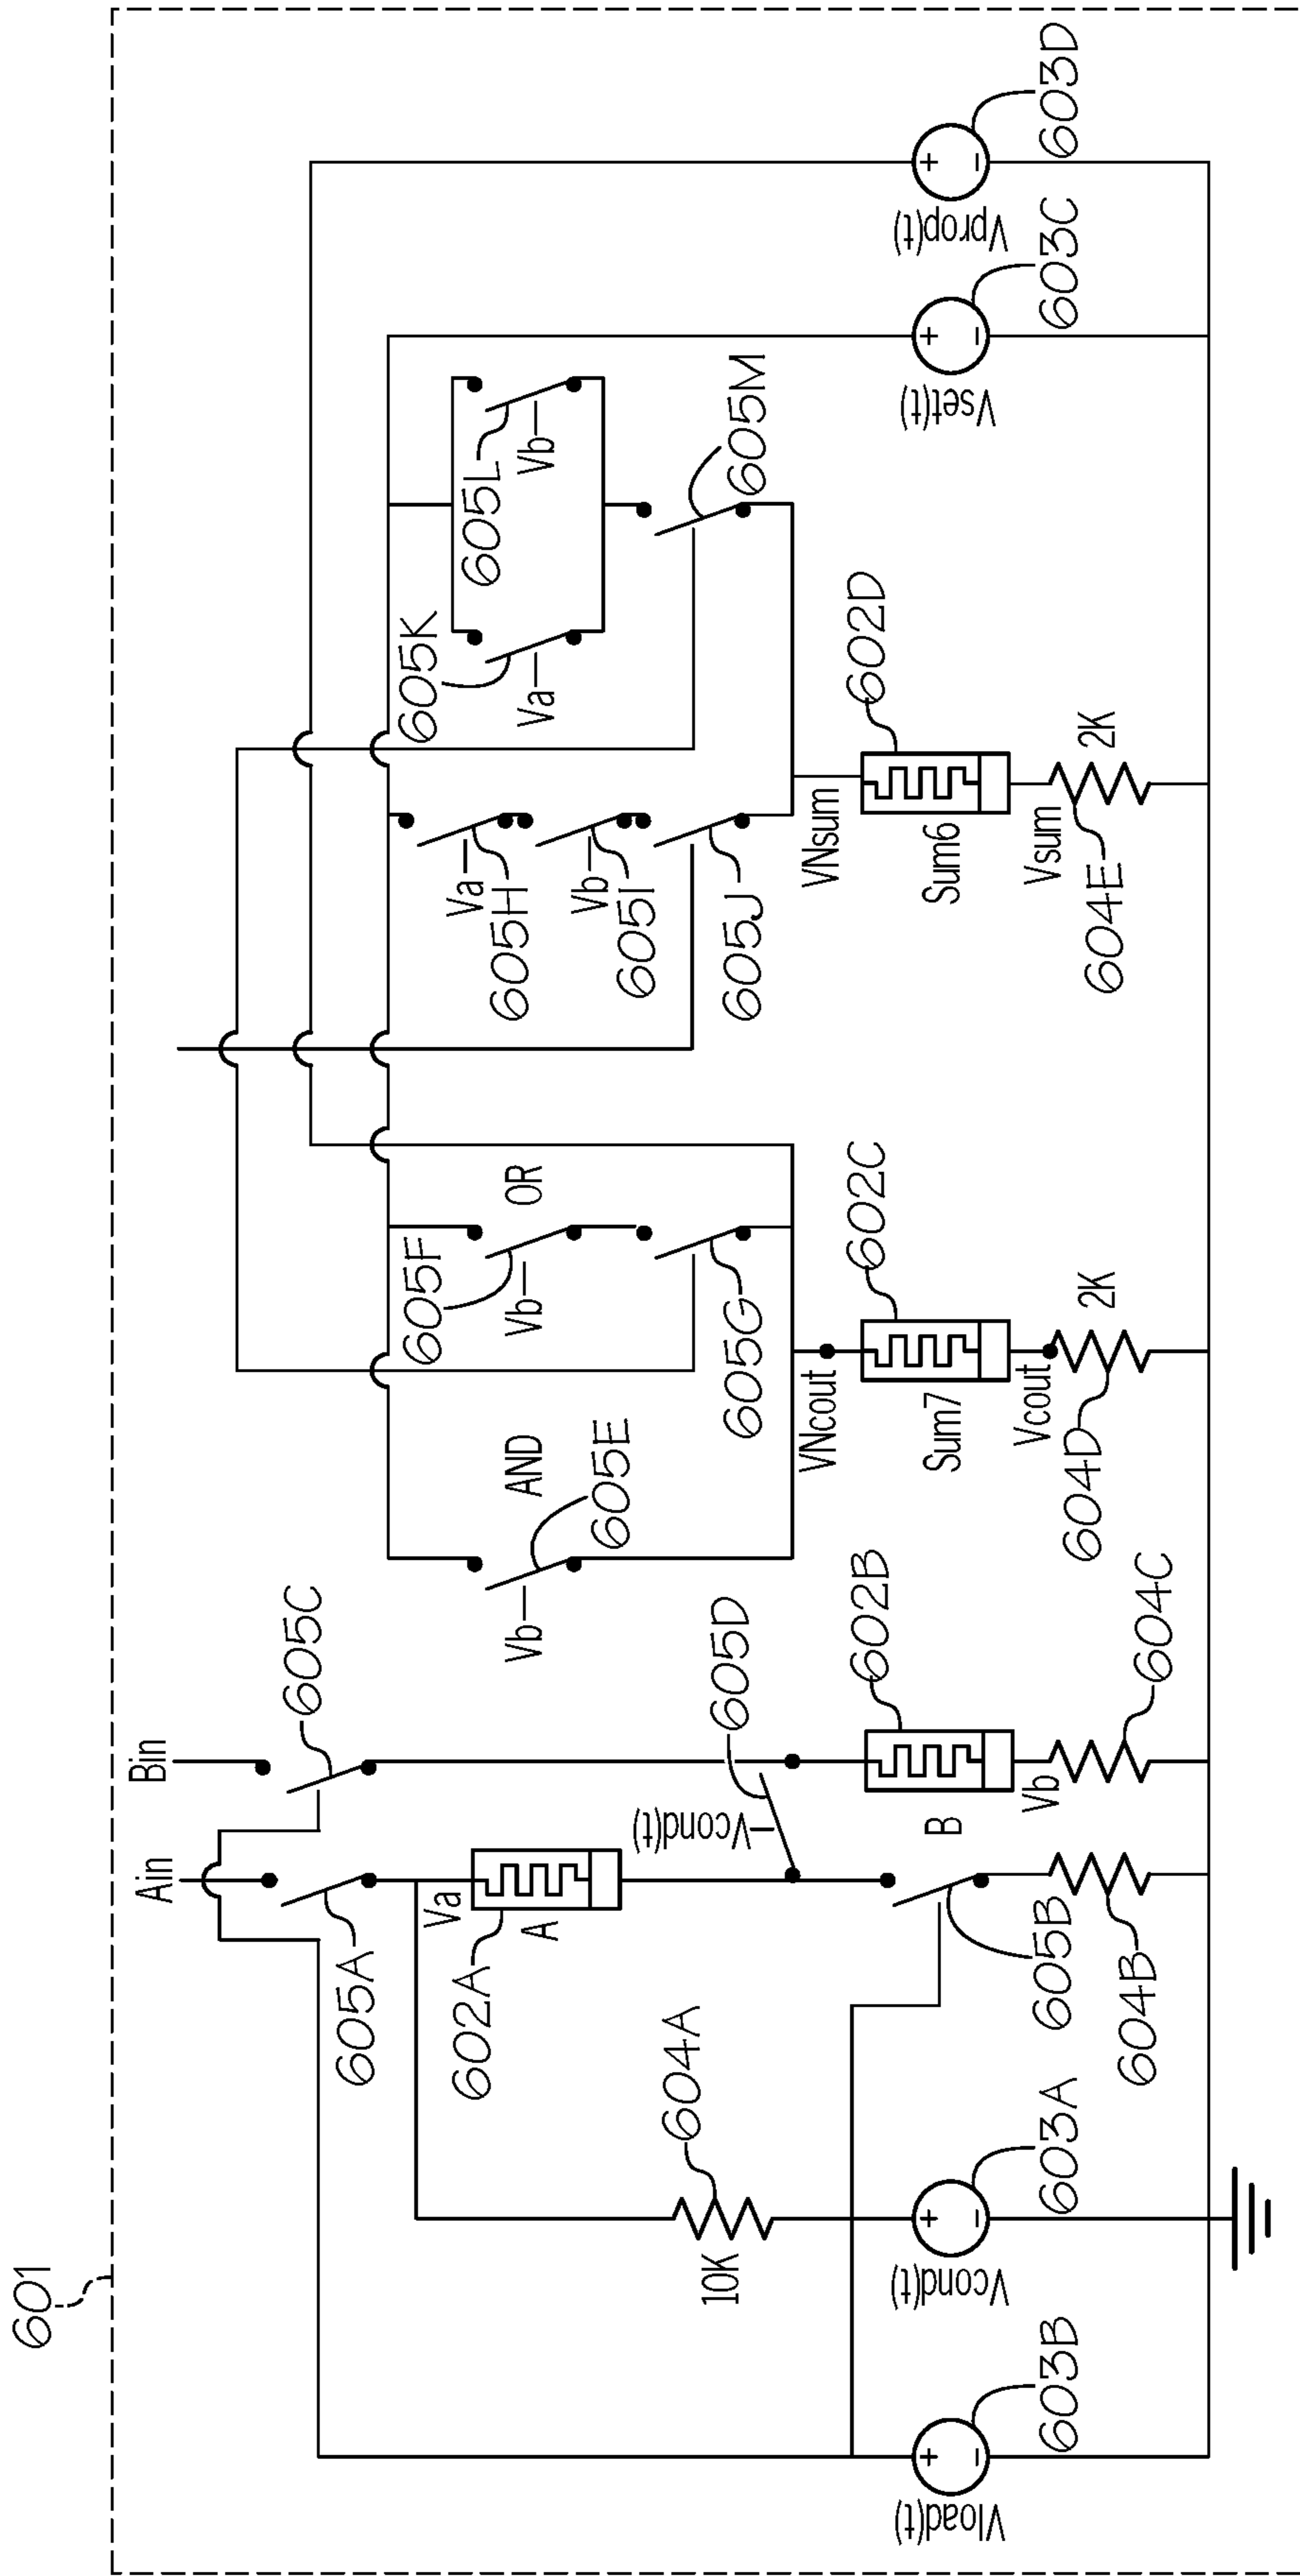 601
Vload(t)
603B
Vcond(t)
603A
10K
604A
Ain
605A
Va
602A
A
605B
604B
Bin
605C
Vcond(t)
605D
B
602B
Vb
604C
Vb
AND
605E
605F
Vb
OR
605G
VNcout
Sum7
602C
Vcout
2K
604D
Va
605H
Vb
605I
605J
605K
Va
605L
Vb
605M
VNsum
Sum6
602D
Vsum
2K
604E
Vset(t)
603C
Vprop(t)
603D